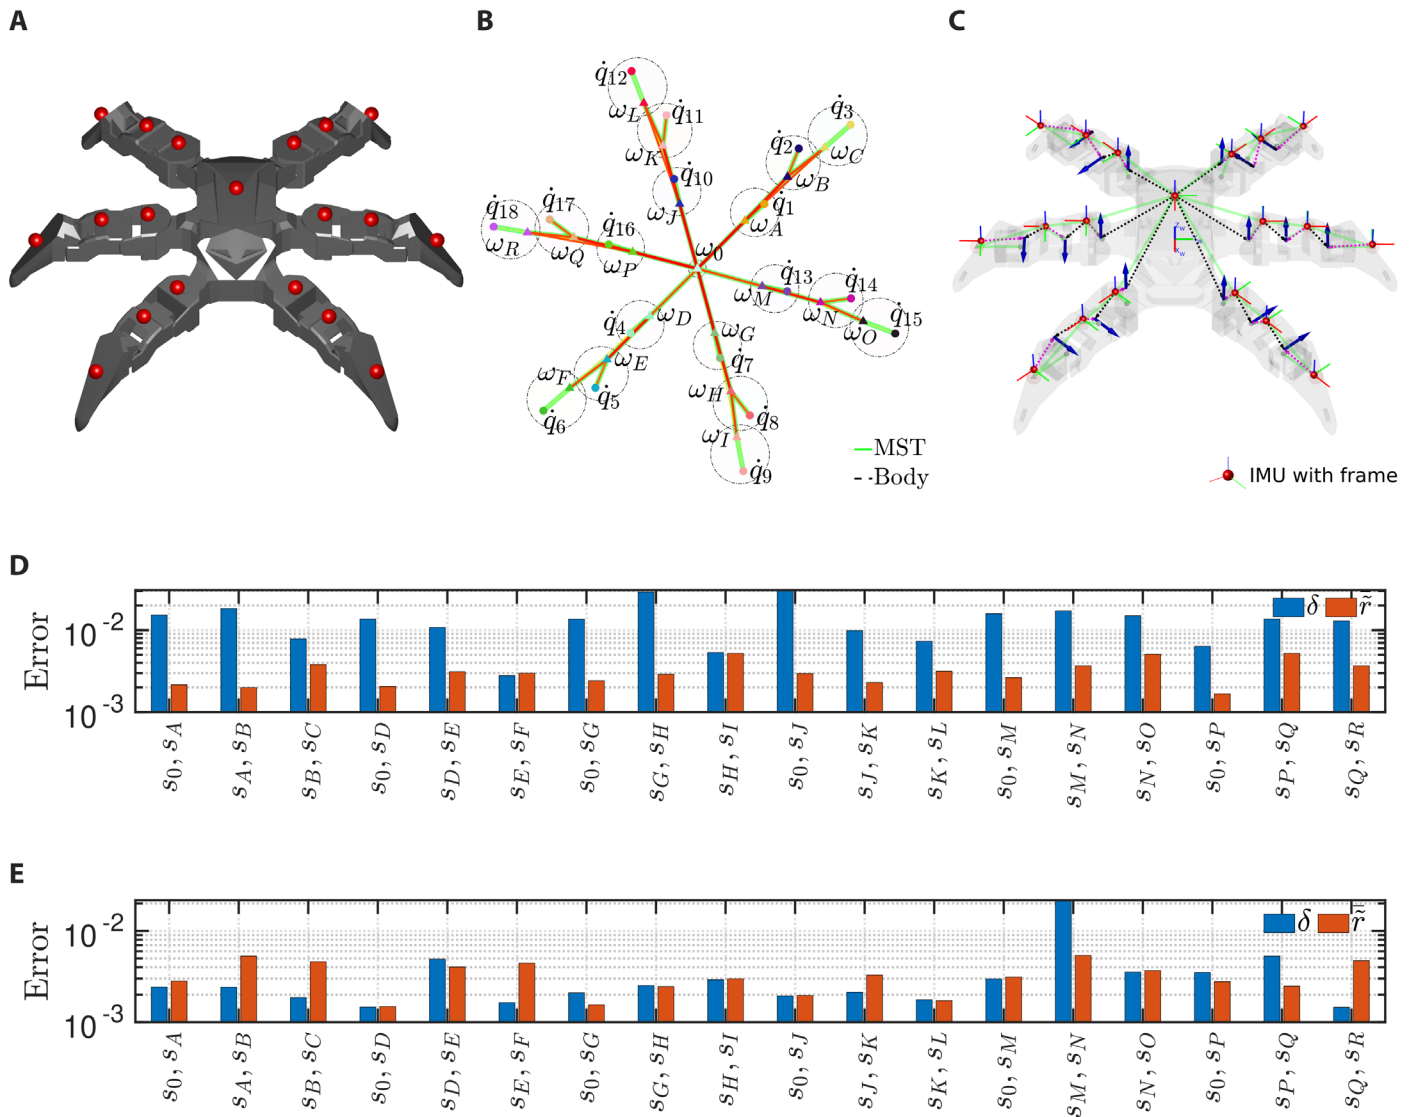 A
B
C
q̇12
ωL
q̇11
ωK
q̇10
ωJ
q̇3
q̇2
ωC
ωB
q̇1
ωA
q̇18
q̇17
q̇16
ωR
ωQ
ωP
ω0
ωM
q̇13
q̇14
ωN
q̇15
ωO
ωD
q̇4
ωE
ωF
q̇5
q̇6
ωG
q̇7
ωH
q̇8
ωI
q̇9
MST
Body
IMU with frame
D
Error
10^-2
10^-3
δ r̄̃
s0, sA
sA, sB
sB, sC
s0, sD
sD, sE
sE, sF
s0, sG
sG, sH
sH, sI
s0, sJ
sJ, sK
sK, sL
s0, sM
sM, sN
sN, sO
s0, sP
sP, sQ
sQ, sR
E
Error
10^-2
10^-3
δ r̄̃
s0, sA
sA, sB
sB, sC
s0, sD
sD, sE
sE, sF
s0, sG
sG, sH
sH, sI
s0, sJ
sJ, sK
sK, sL
s0, sM
sM, sN
sN, sO
s0, sP
sP, sQ
sQ, sR